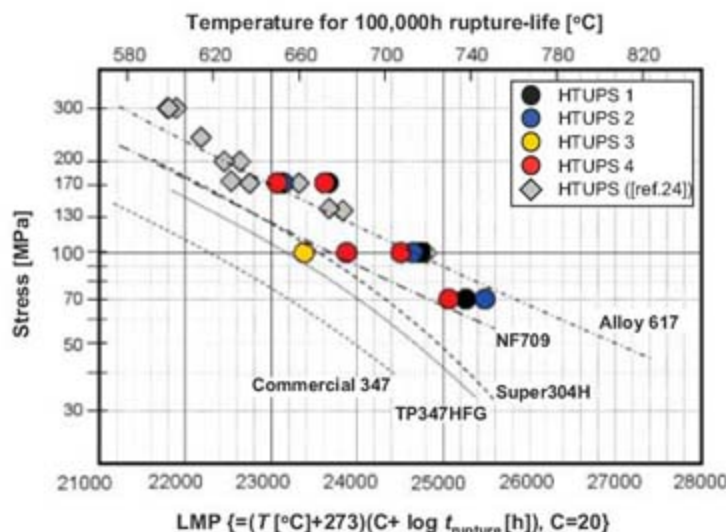 Temperature for 100,000h rupture-life [°C]
580 620 660 700 740 780 820
Stress [MPa]
300
200
170
130
100
70
50
30
HTUPS 1
HTUPS 2
HTUPS 3
HTUPS 4
HTUPS ([ref.24])
Alloy 617
NF709
Super304H
Commercial 347
TP347HFG
21000 22000 23000 24000 25000 26000 27000 28000
LMP {=(T [°C]+273)(C+ log t rupture [h]), C=20}